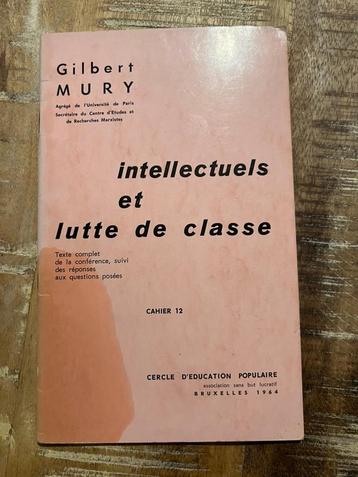 Gilbert
MURY
Agrégé de l'Université de Paris
Secrétaire du Centre d'Etudes et
de Recherches Marxistes
intellectuels
et
lutte de classe
Texte complet
de la conférence, suivi
des réponses
aux questions posées
CAHIER 12
CERCLE D'EDUCATION POPULAIRE
association sans but lucratif
BRUXELLES 1964